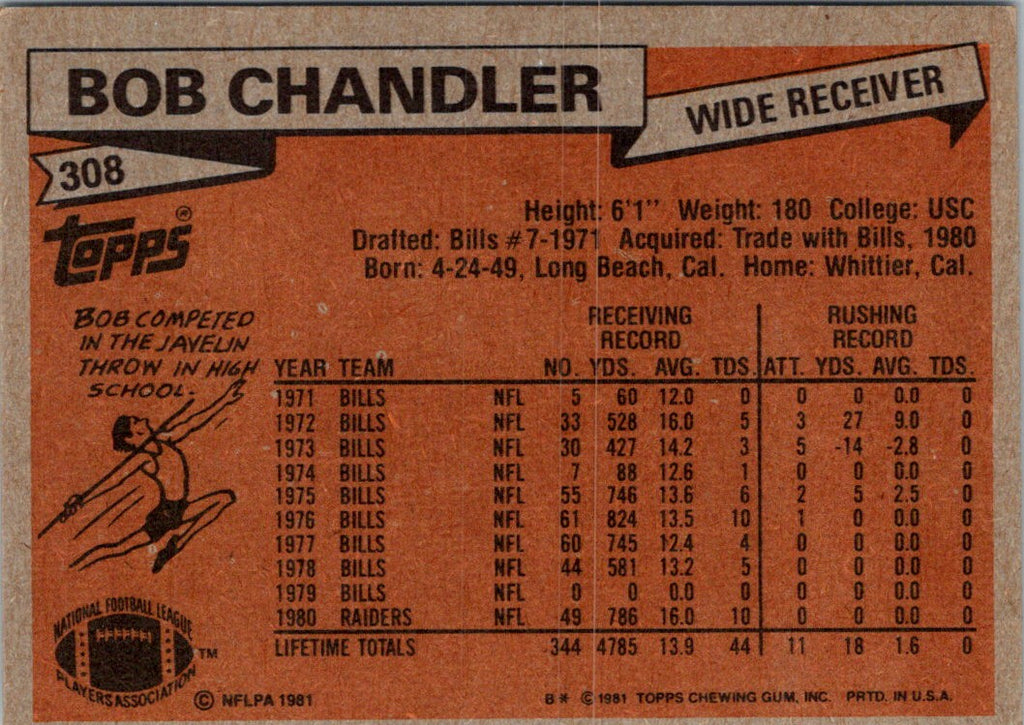 BOB CHANDLER
WIDE RECEIVER
308
TOPPS®
Height: 6'1" Weight: 180 College: USC
Drafted: Bills #7-1971 Acquired: Trade with Bills, 1980
Born: 4-24-49, Long Beach, Cal. Home: Whittier, Cal.
BOB COMPETED
IN THE JAVELIN
THROW IN HIGH
SCHOOL.
RECEIVING RECORD RUSHING RECORD
YEAR TEAM NO. YDS. AVG. TDS. ATT. YDS. AVG. TDS.
1971 BILLS NFL 5 60 12.0 0 0 0 0.0 0
1972 BILLS NFL 33 528 16.0 5 3 27 9.0 0
1973 BILLS NFL 30 427 14.2 3 5 -14 -2.8 0
1974 BILLS NFL 7 88 12.6 1 0 0 0.0 0
1975 BILLS NFL 55 746 13.6 6 2 5 2.5 0
1976 BILLS NFL 61 824 13.5 10 1 0 0.0 0
1977 BILLS NFL 60 745 12.4 4 0 0 0.0 0
1978 BILLS NFL 44 581 13.2 5 0 0 0.0 0
1979 BILLS NFL 0 0 0.0 0 0 0 0.0 0
1980 RAIDERS NFL 49 786 16.0 10 0 0 0.0 0
LIFETIME TOTALS 344 4785 13.9 44 11 18 1.6 0
NATIONAL FOOTBALL LEAGUE
PLAYERS ASSOCIATION
TM
© NFLPA 1981
B* © 1981 TOPPS CHEWING GUM, INC. PRTD. IN U.S.A.